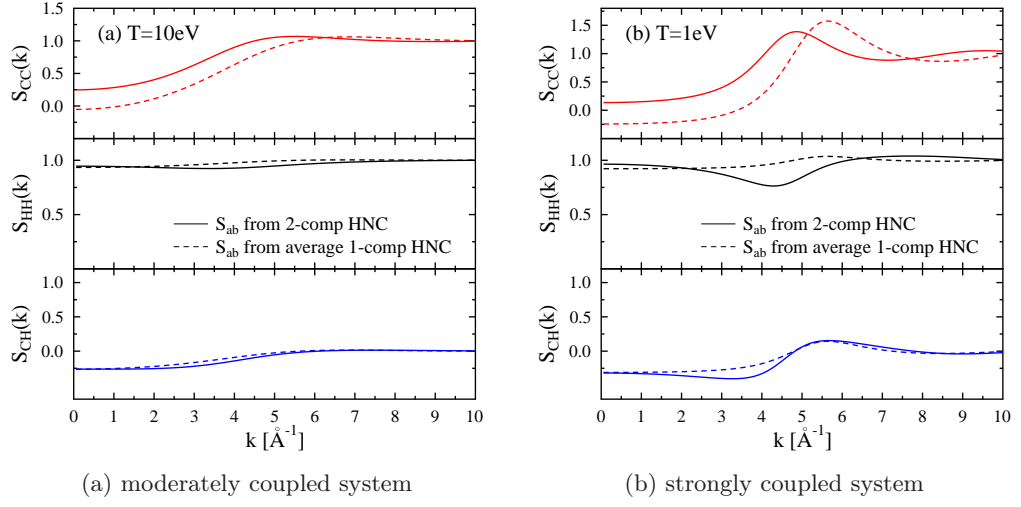 (a) T=10eV
S_CC(k)
1.5
1.0
0.5
0.0
S_HH(k)
1.0
0.5
S_ab from 2-comp HNC
S_ab from average 1-comp HNC
S_CH(k)
1.0
0.5
0.0
0 1 2 3 4 5 6 7 8 9 10
k [Å⁻¹]
(a) moderately coupled system
(b) T=1eV
S_CC(k)
1.5
1.0
0.5
0.0
S_HH(k)
1.0
0.5
S_ab from 2-comp HNC
S_ab from average 1-comp HNC
S_CH(k)
1.0
0.5
0.0
0 1 2 3 4 5 6 7 8 9 10
k [Å⁻¹]
(b) strongly coupled system